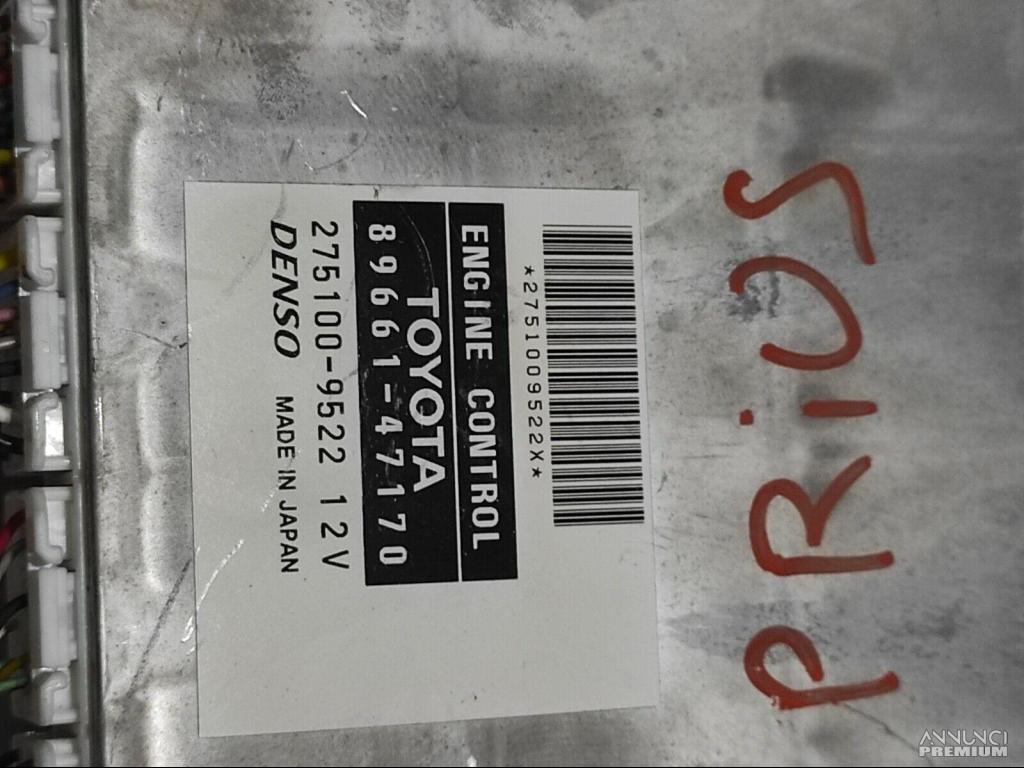 *2751009522X*
ENGINE CONTROL
TOYOTA
89661-47170
275100-9522 12V
DENSO MADE IN JAPAN
PRiUS
ANNUNCI
PREMIUM